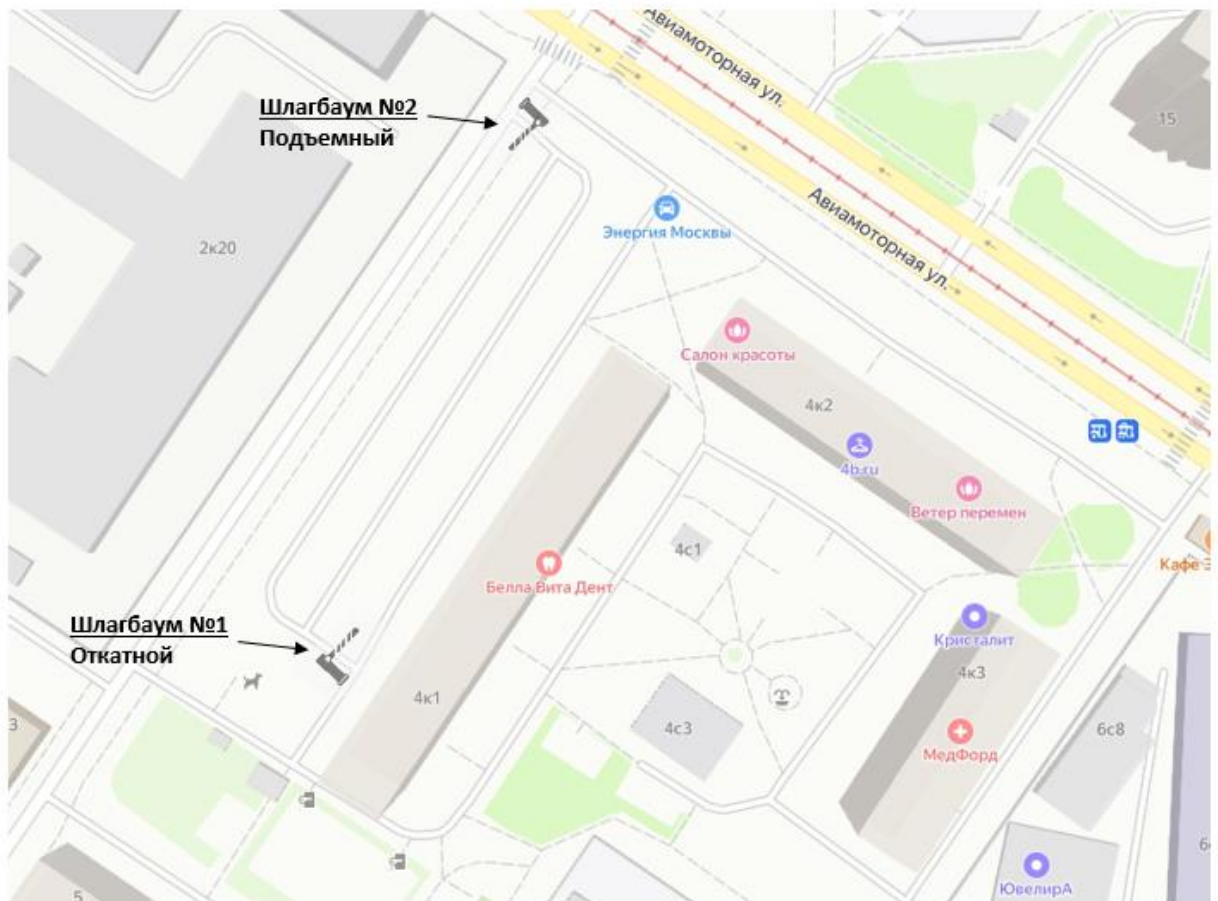 Авиамоторная ул.
Шлагбаум №2
Подъемный
15
Авиамоторная ул.
Энергия Москвы
2к20
Салон красоты
4к2
4b.ru
Ветер перемен
4с1
Кафе
Белла Вита Дент
Шлагбаум №1
Откатной
Кристалит
4к3
4к1
3
4с3
6с8
МедФорд
ЮвелирА
5